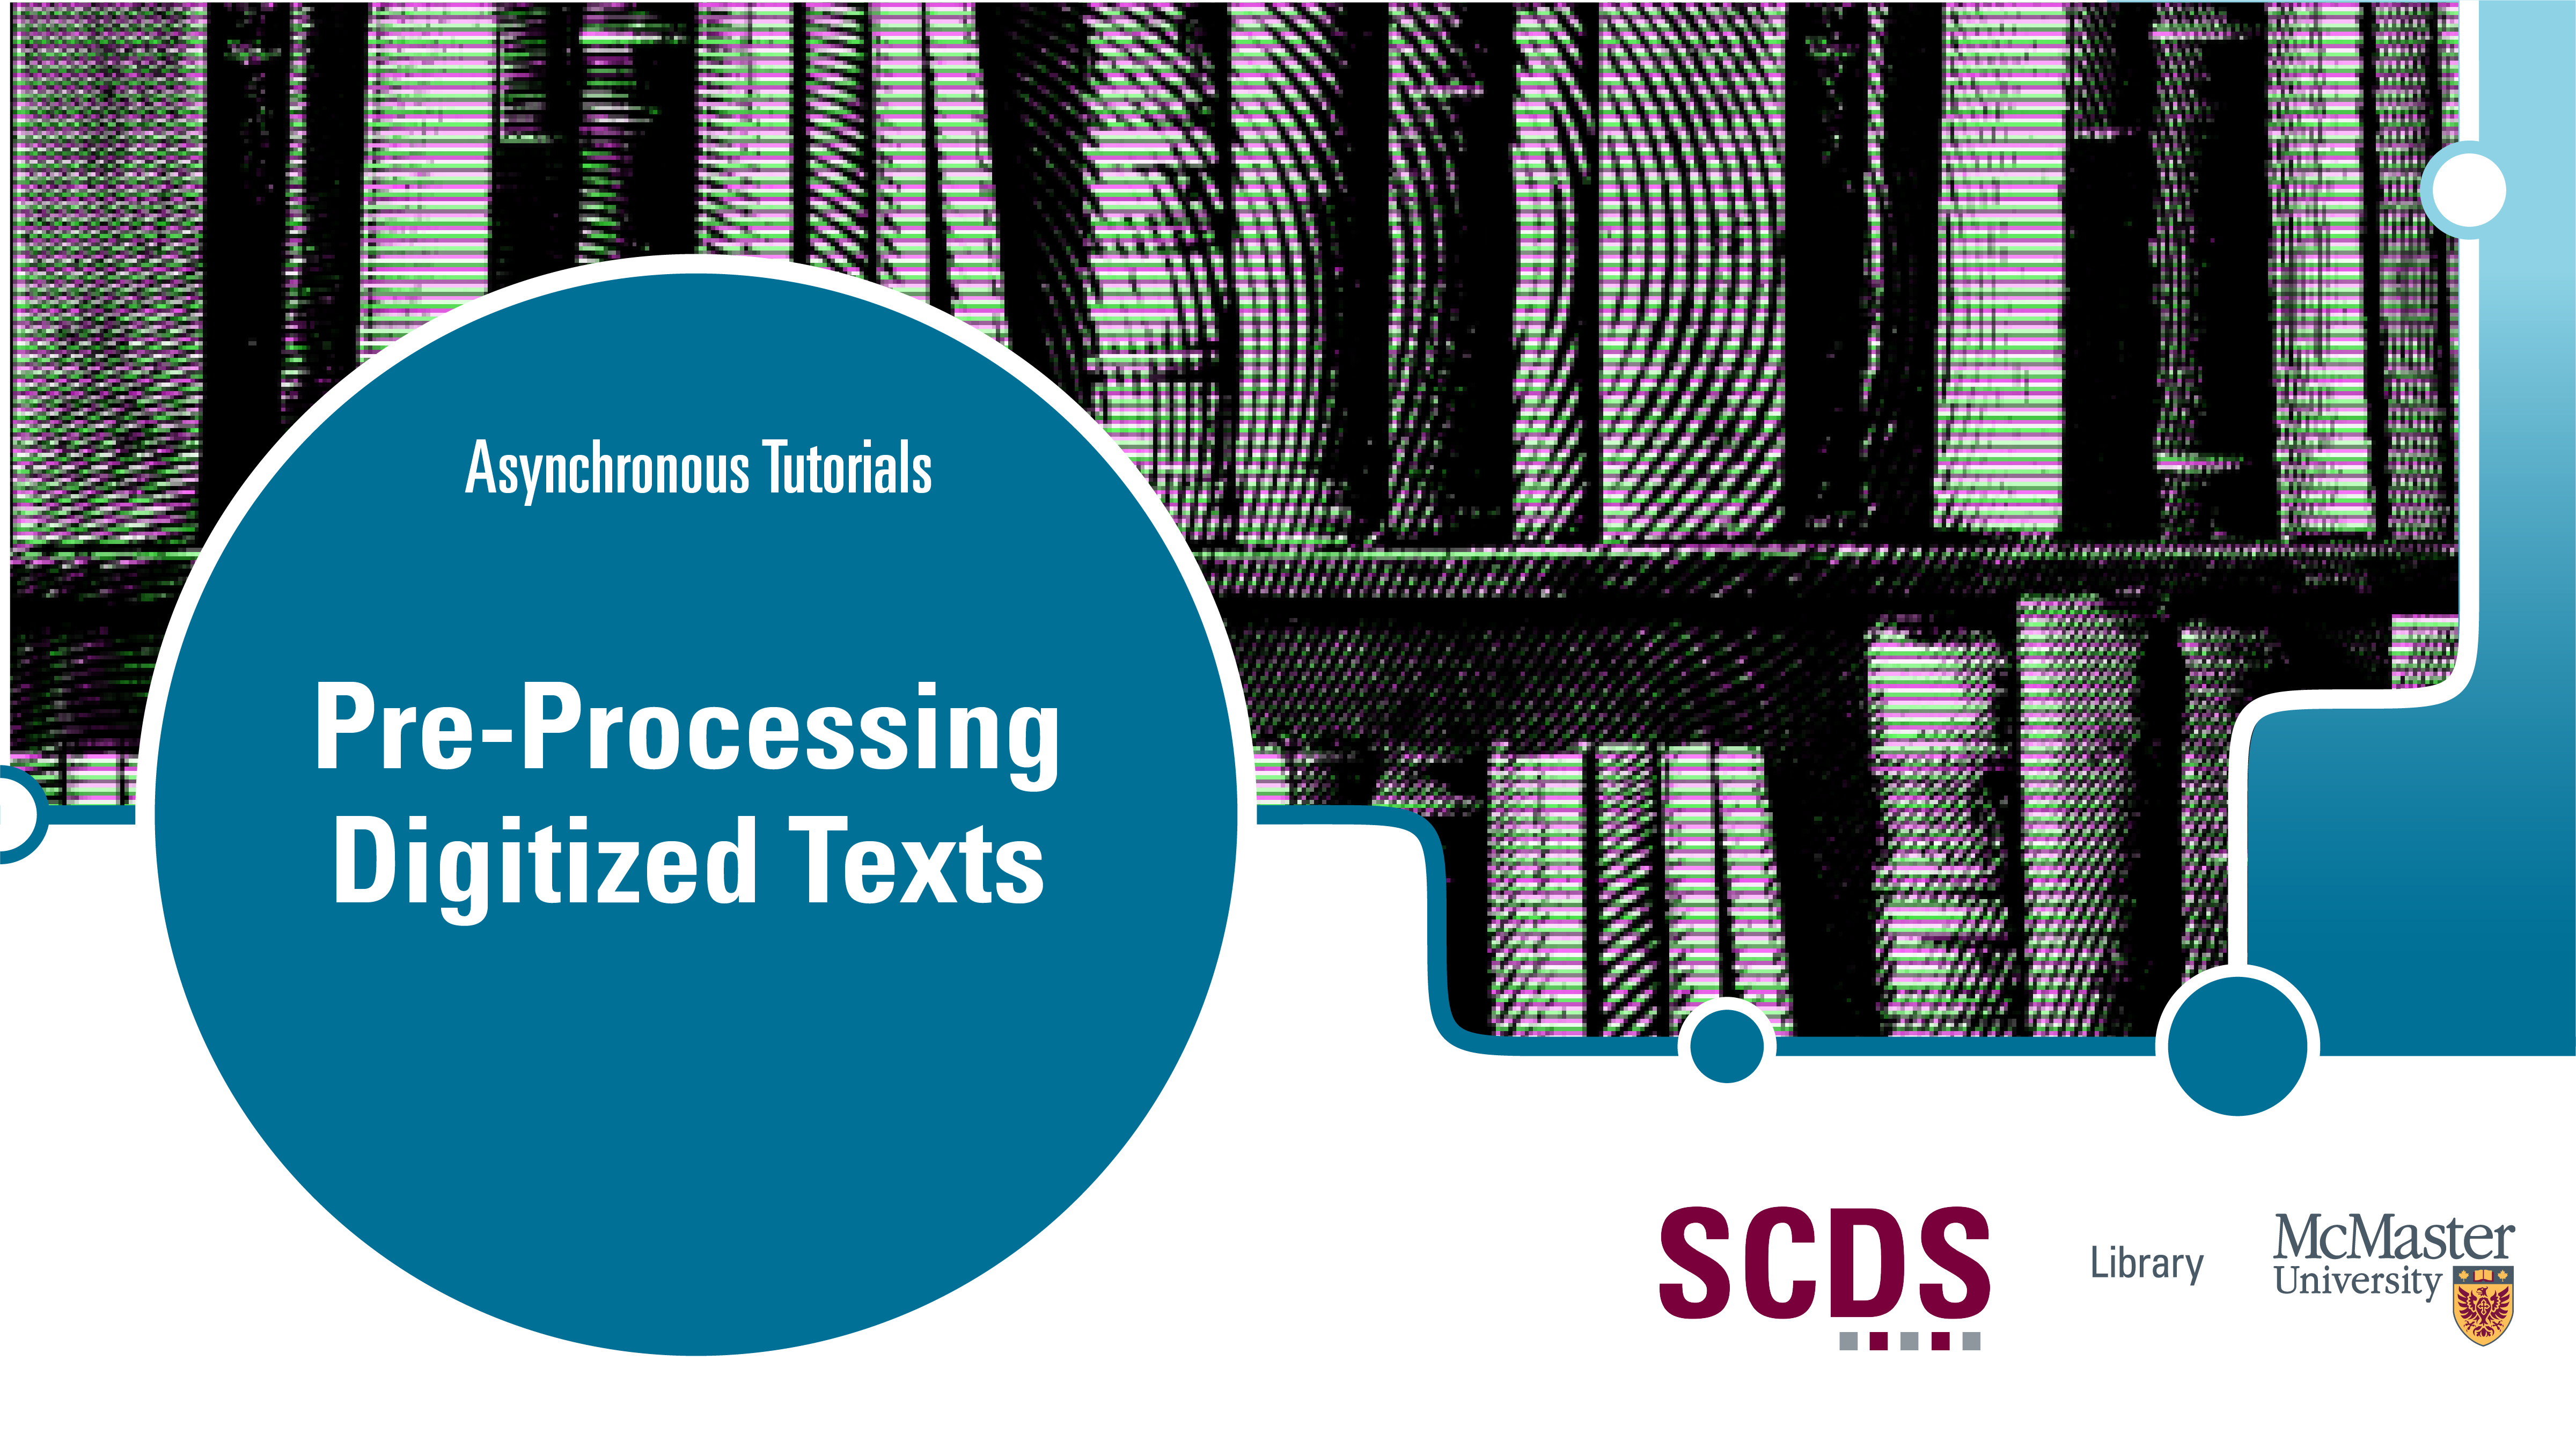 Asynchronous Tutorials
Pre-Processing
Digitized Texts
SCDS
Library
McMaster
University